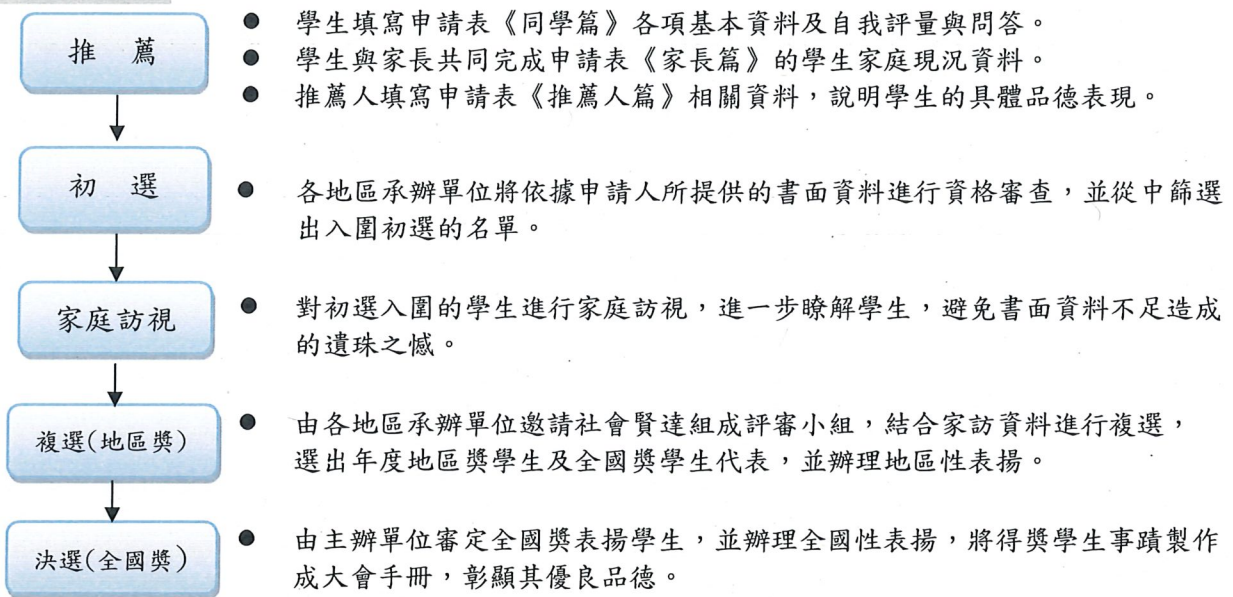 推 薦
● 學生填寫申請表《同學篇》各項基本資料及自我評量與問答。
● 學生與家長共同完成申請表《家長篇》的學生家庭現況資料。
● 推薦人填寫申請表《推薦人篇》相關資料，說明學生的具體品德表現。
初 選
● 各地區承辦單位將依據申請人所提供的書面資料進行資格審查，並從中篩選
出入圍初選的名單。
家庭訪視
● 對初選入圍的學生進行家庭訪視，進一步瞭解學生，避免書面資料不足造成
的遺珠之憾。
複選(地區獎)
● 由各地區承辦單位邀請社會賢達組成評審小組，結合家訪資料進行複選，
選出年度地區獎學生及全國獎學生代表，並辦理地區性表揚。
決選(全國獎)
● 由主辦單位審定全國獎表揚學生，並辦理全國性表揚，將得獎學生事蹟製作
成大會手冊，彰顯其優良品德。